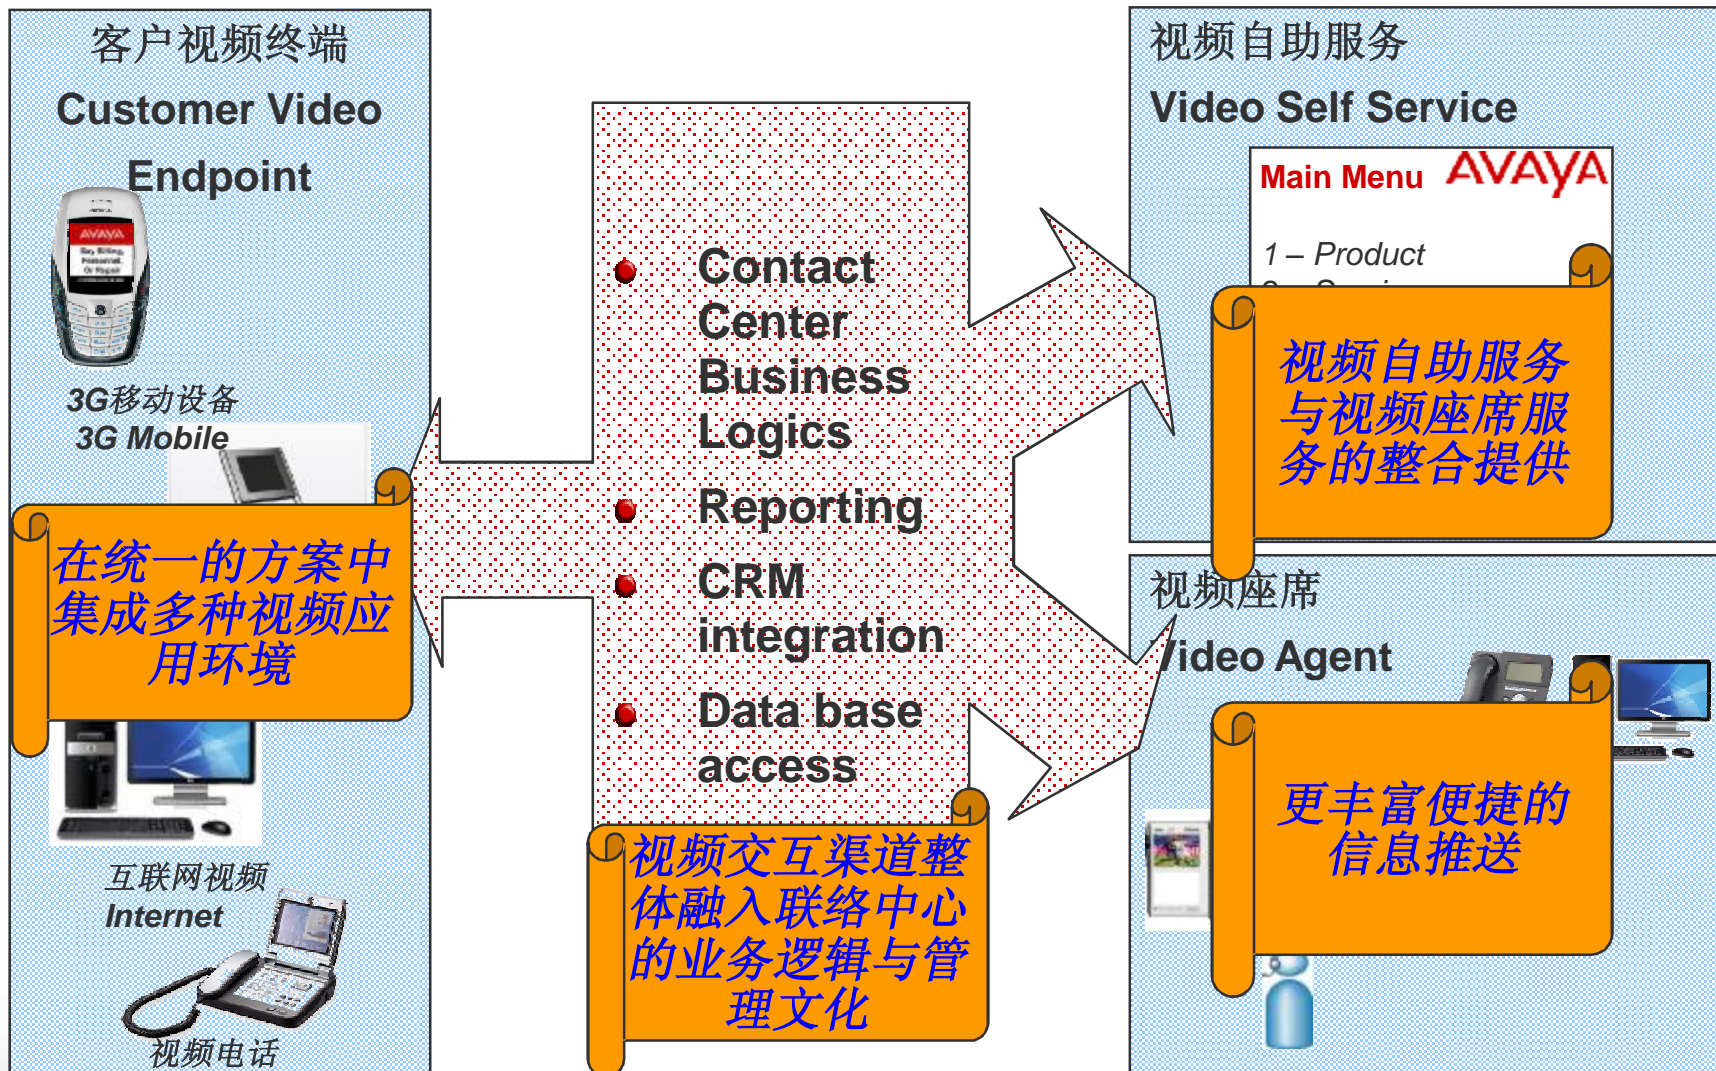 客户视频终端
Customer Video
Endpoint
AVAYA
Say Billing,
Personnel,
Or Repair
3G移动设备
3G Mobile
在统一的方案中
集成多种视频应
用环境
互联网视频
Internet
视频电话
Contact
Center
Business
Logics
Reporting
CRM
integration
Data base
access
视频交互渠道整
体融入联络中心
的业务逻辑与管
理文化
视频自助服务
Video Self Service
Main Menu AVAYA
1 – Product
视频自助服务
与视频座席服
务的整合提供
视频座席
Video Agent
更丰富便捷的
信息推送